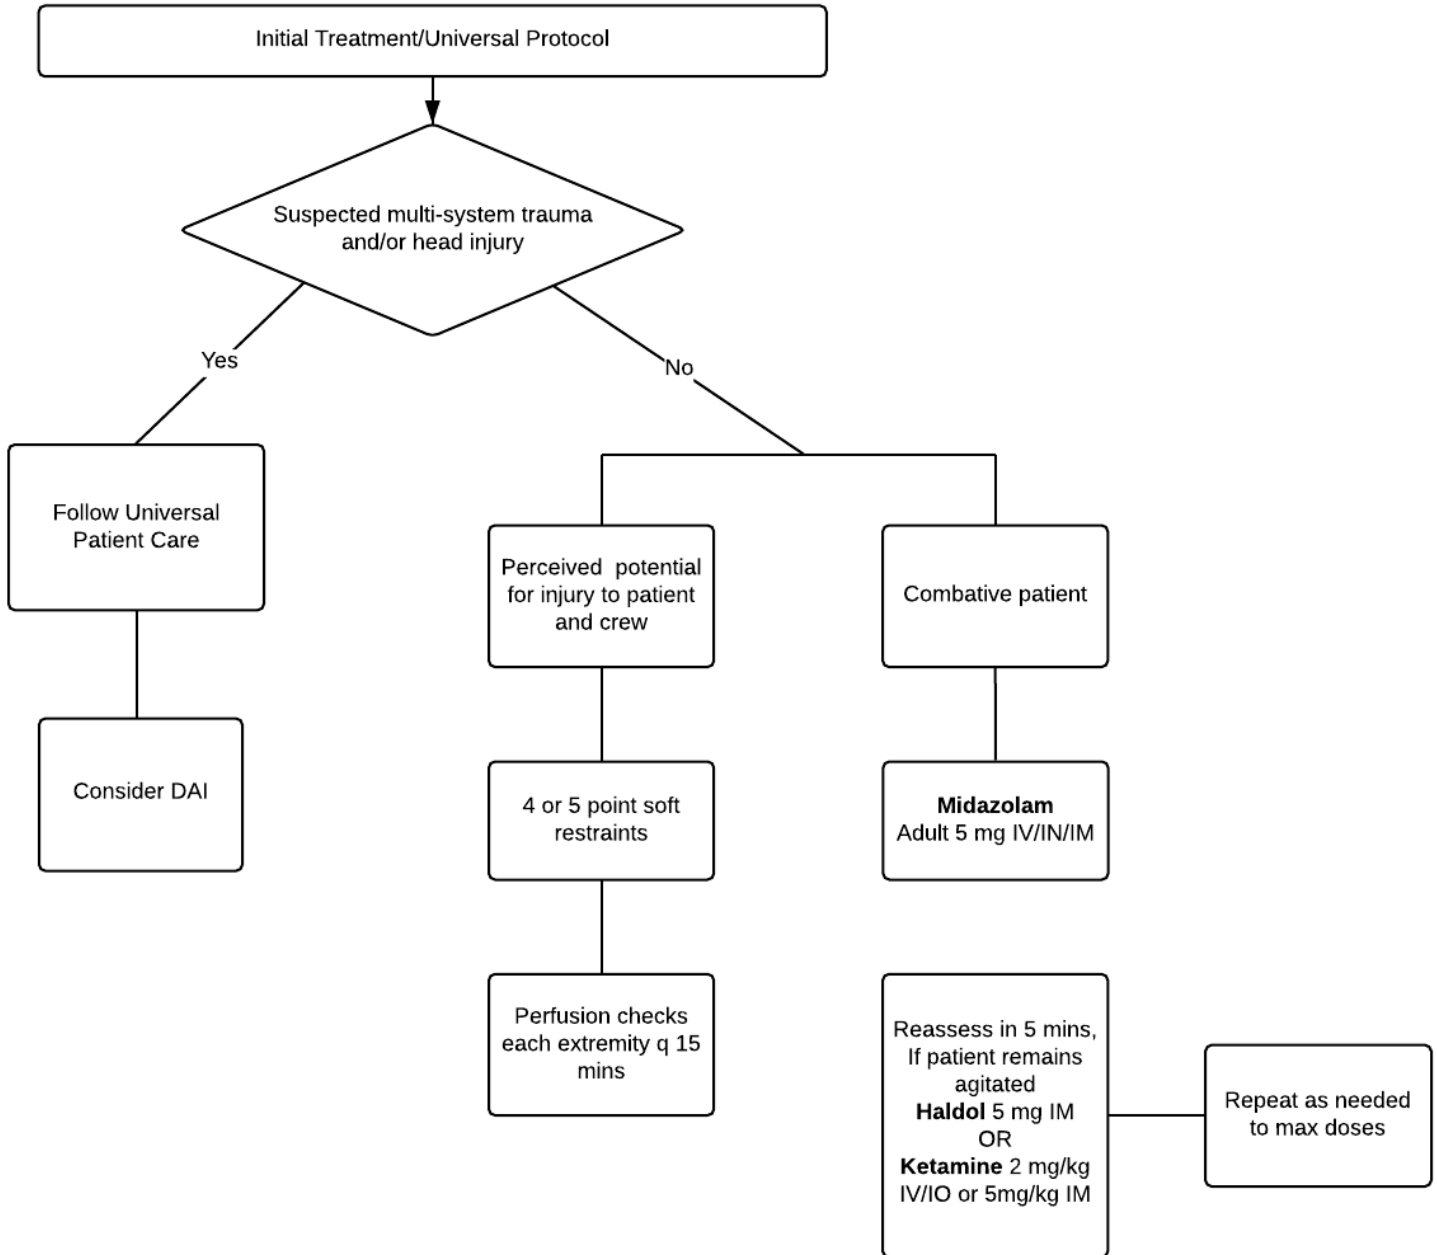 Initial Treatment/Universal Protocol
Suspected multi-system trauma
and/or head injury
Yes
No
Follow Universal
Patient Care
Consider DAI
Perceived  potential
for injury to patient
and crew
4 or 5 point soft
restraints
Perfusion checks
each extremity q 15
mins
Combative patient
Midazolam
Adult 5 mg IV/IN/IM
Reassess in 5 mins,
If patient remains
agitated
Haldol 5 mg IM
OR
Ketamine 2 mg/kg
IV/IO or 5mg/kg IM
Repeat as needed
to max doses